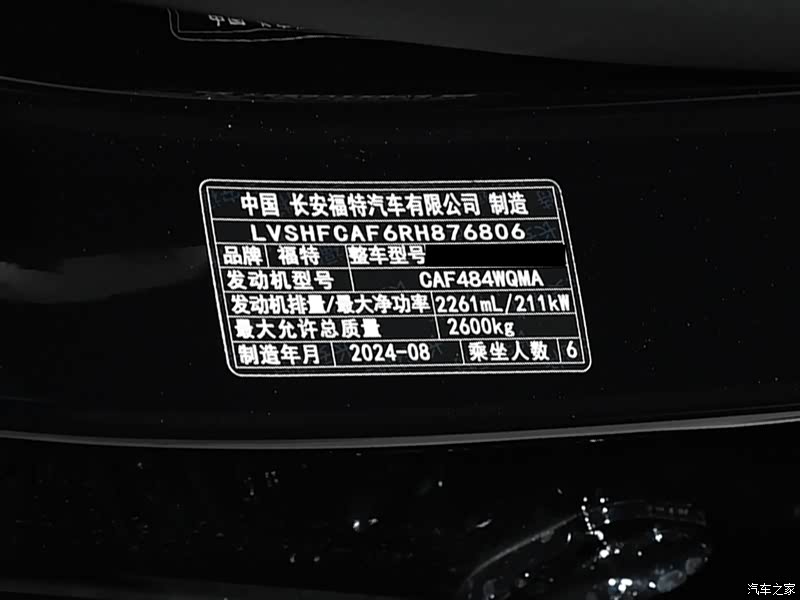 中国 长安福特汽车有限公司 制造
LVSHFCAF6RH876806
品牌 福特 整车型号
发动机型号 CAF484WQMA
发动机排量/最大净功率 2261mL/211kW
最大允许总质量 2600kg
制造年月 2024-08 乘坐人数 6
汽车之家